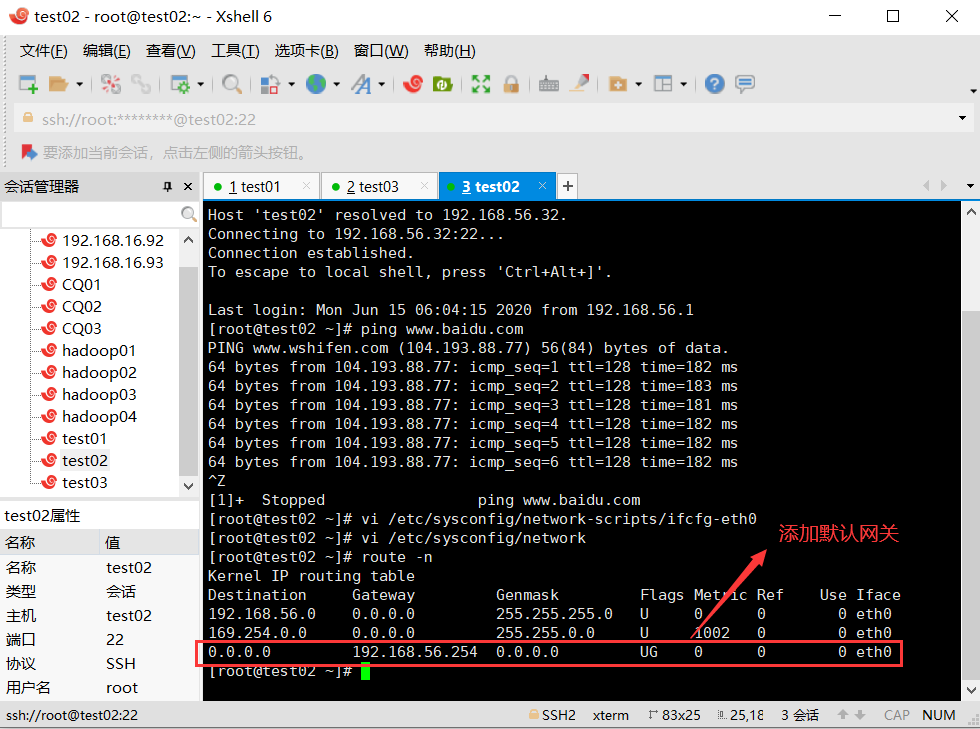 test02 - root@test02:~ - Xshell 6
文件(F) 编辑(E) 查看(V) 工具(T) 选项卡(B) 窗口(W) 帮助(H)
ssh://root:********@test02:22
要添加当前会话，点击左侧的箭头按钮。
会话管理器
192.168.16.92
192.168.16.93
CQ01
CQ02
CQ03
hadoop01
hadoop02
hadoop03
hadoop04
test01
test02
test03
test02属性
名称 值
名称 test02
类型 会话
主机 test02
端口 22
协议 SSH
用户名 root
1 test01 2 test03 3 test02
Host 'test02' resolved to 192.168.56.32.
Connecting to 192.168.56.32:22...
Connection established.
To escape to local shell, press 'Ctrl+Alt+]'.
Last login: Mon Jun 15 06:04:15 2020 from 192.168.56.1
[root@test02 ~]# ping www.baidu.com
PING www.wshifen.com (104.193.88.77) 56(84) bytes of data.
64 bytes from 104.193.88.77: icmp_seq=1 ttl=128 time=182 ms
64 bytes from 104.193.88.77: icmp_seq=2 ttl=128 time=183 ms
64 bytes from 104.193.88.77: icmp_seq=3 ttl=128 time=181 ms
64 bytes from 104.193.88.77: icmp_seq=4 ttl=128 time=182 ms
64 bytes from 104.193.88.77: icmp_seq=5 ttl=128 time=182 ms
64 bytes from 104.193.88.77: icmp_seq=6 ttl=128 time=182 ms
^Z
[1]+  Stopped                 ping www.baidu.com
[root@test02 ~]# vi /etc/sysconfig/network-scripts/ifcfg-eth0
[root@test02 ~]# vi /etc/sysconfig/network
添加默认网关
[root@test02 ~]# route -n
Kernel IP routing table
Destination     Gateway         Genmask         Flags Metric Ref    Use Iface
192.168.56.0    0.0.0.0         255.255.255.0   U     0      0        0 eth0
169.254.0.0     0.0.0.0         255.255.0.0     U     1002   0        0 eth0
0.0.0.0         192.168.56.254  0.0.0.0         UG    0      0        0 eth0
[root@test02 ~]#
ssh://root@test02:22 SSH2 xterm 83x25 25,18 3 会话 CAP NUM